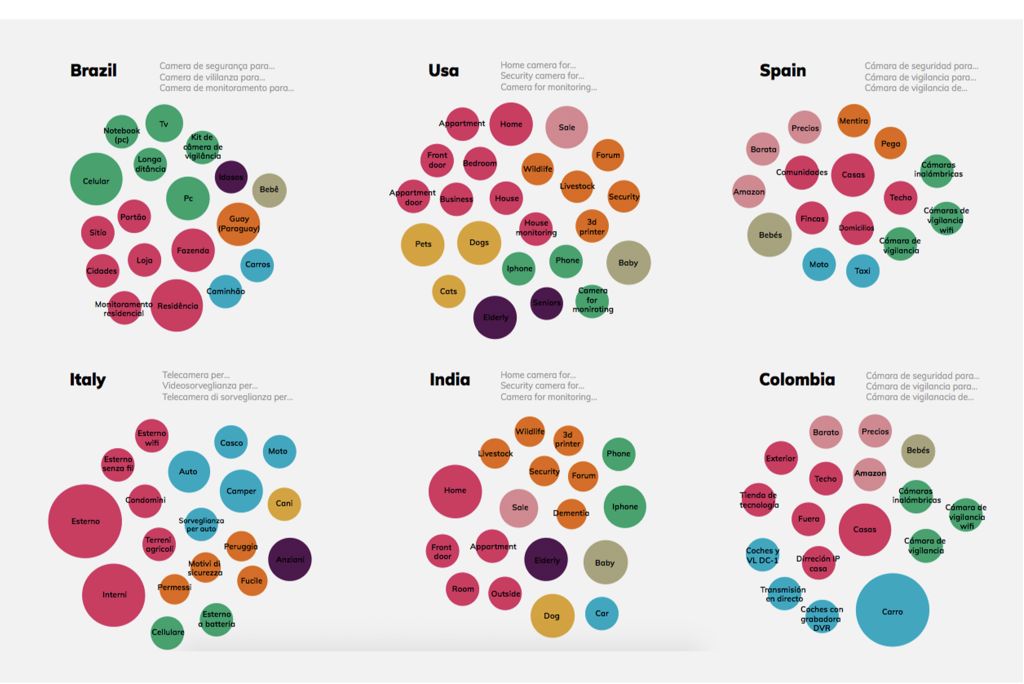 Brazil
Camera de segurança para...
Camera de vililanza para...
Camera de monitoramento para...
Notebook
(pc)
Tv
Kit de
câmera de
vigilância
Longa
ditância
Celular
Idosos
Bebê
Pc
Portão
Guay
(Paraguay)
Sitio
Fazenda
Loja
Cidades
Carros
Caminhão
Monitoramento
residencial
Residência
Usa
Home camera for...
Security camera for...
Camera for monitoring...
Appartment
Home
Sale
Front
door
Bedroom
Forum
Wildlife
Livestock
Appartment
door
Business
House
Security
House
monitoring
3d
printer
Pets
Dogs
Iphone
Phone
Baby
Cats
Elderly
Seniors
Camera
for
moniroting
Spain
Cámara de seguridad para...
Cámara de vigilancia para...
Cámara de vigilancia de...
Mentira
Precios
Barata
Pega
Comunidades
Casas
Cámaras
inalámbricas
Amazon
Techo
Fincas
Domicilios
Cámaras de
vigilancia
wifi
Bebés
Cámara de
vigilancia
Moto
Taxi
Italy
Telecamera per...
Videosorveglianza per...
Telecamera di sorveglianza per...
Esterno
wifi
Casco
Moto
Esterno
senza fil
Auto
Condomini
Camper
Cani
Esterno
Sorveglianza
per auto
Terreni
agricoli
Peruggia
Motivi di
sicurezza
Anziani
Permessi
Fucile
Interni
Cellulare
Esterno
a batteria
India
Home camera for...
Security camera for...
Camera for monitoring...
Wildlife
3d
printer
Livestock
Phone
Security
Forum
Home
Sale
Dementia
Iphone
Front
door
Appartment
Elderly
Baby
Room
Outside
Dog
Car
Colombia
Cámara de seguridad para...
Cámara de vigilancia para...
Cámara de vigilanacia de...
Barato
Precios
Bebés
Exterior
Techo
Amazon
Tienda de
tecnología
Cámaras
inalámbricas
Fuera
Casas
Cámara de
vigilancia
wifi
Cámara de
vigilancia
Coches y
VL DC-1
Dirreción IP
casa
Transmisión
en directo
Coches con
grabadora
DVR
Carro